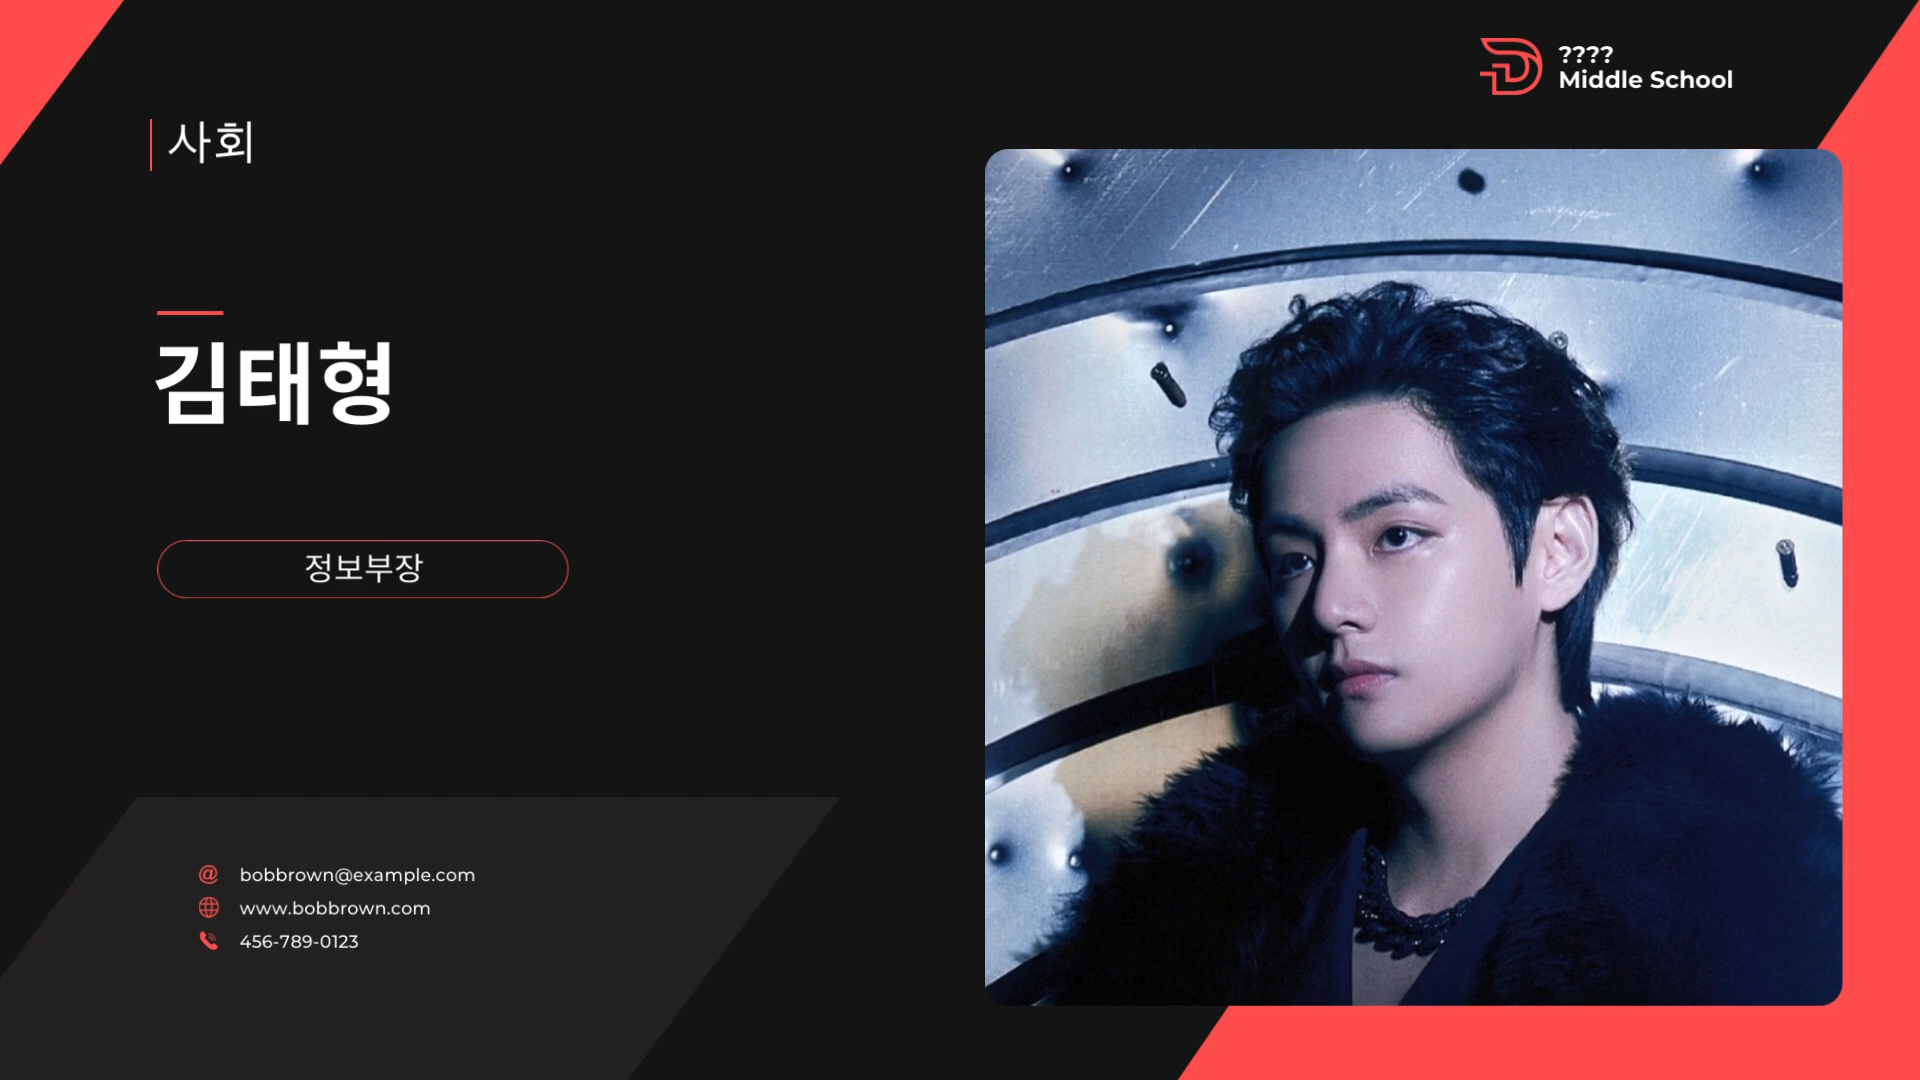 ????
Middle School
사회
김태형
정보부장
bobbrown@example.com
www.bobbrown.com
456-789-0123